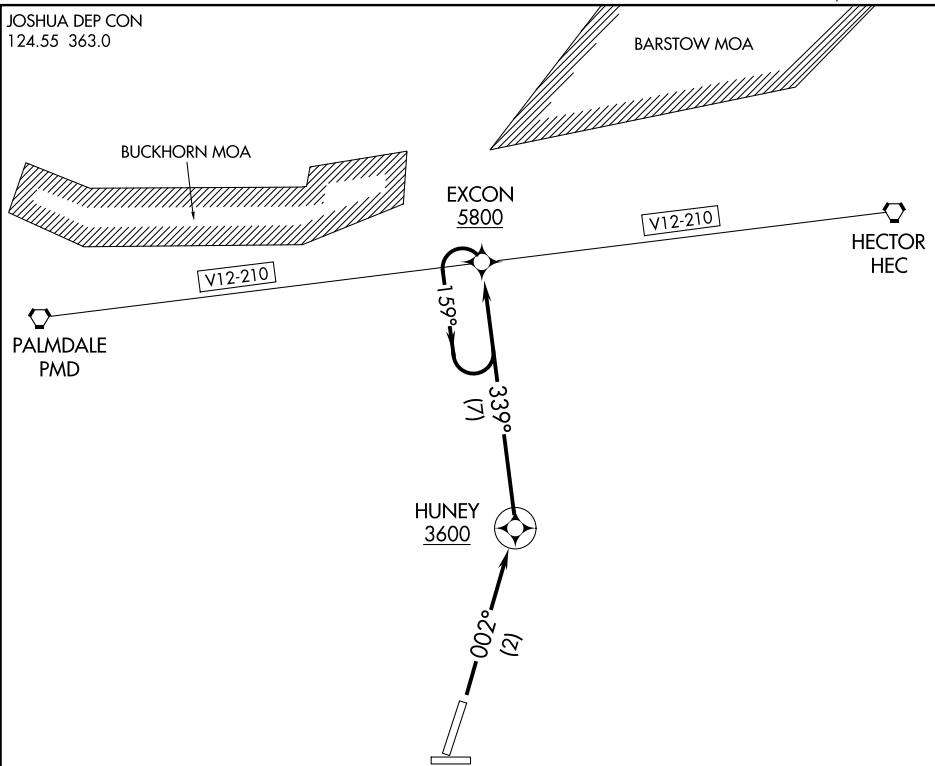 JOSHUA DEP CON
124.55 363.0
BARSTOW MOA
BUCKHORN MOA
EXCON
5800
V12-210
HECTOR
HEC
V12-210
PALMDALE
PMD
159°
339°
(7)
HUNEY
3600
002°
(2)